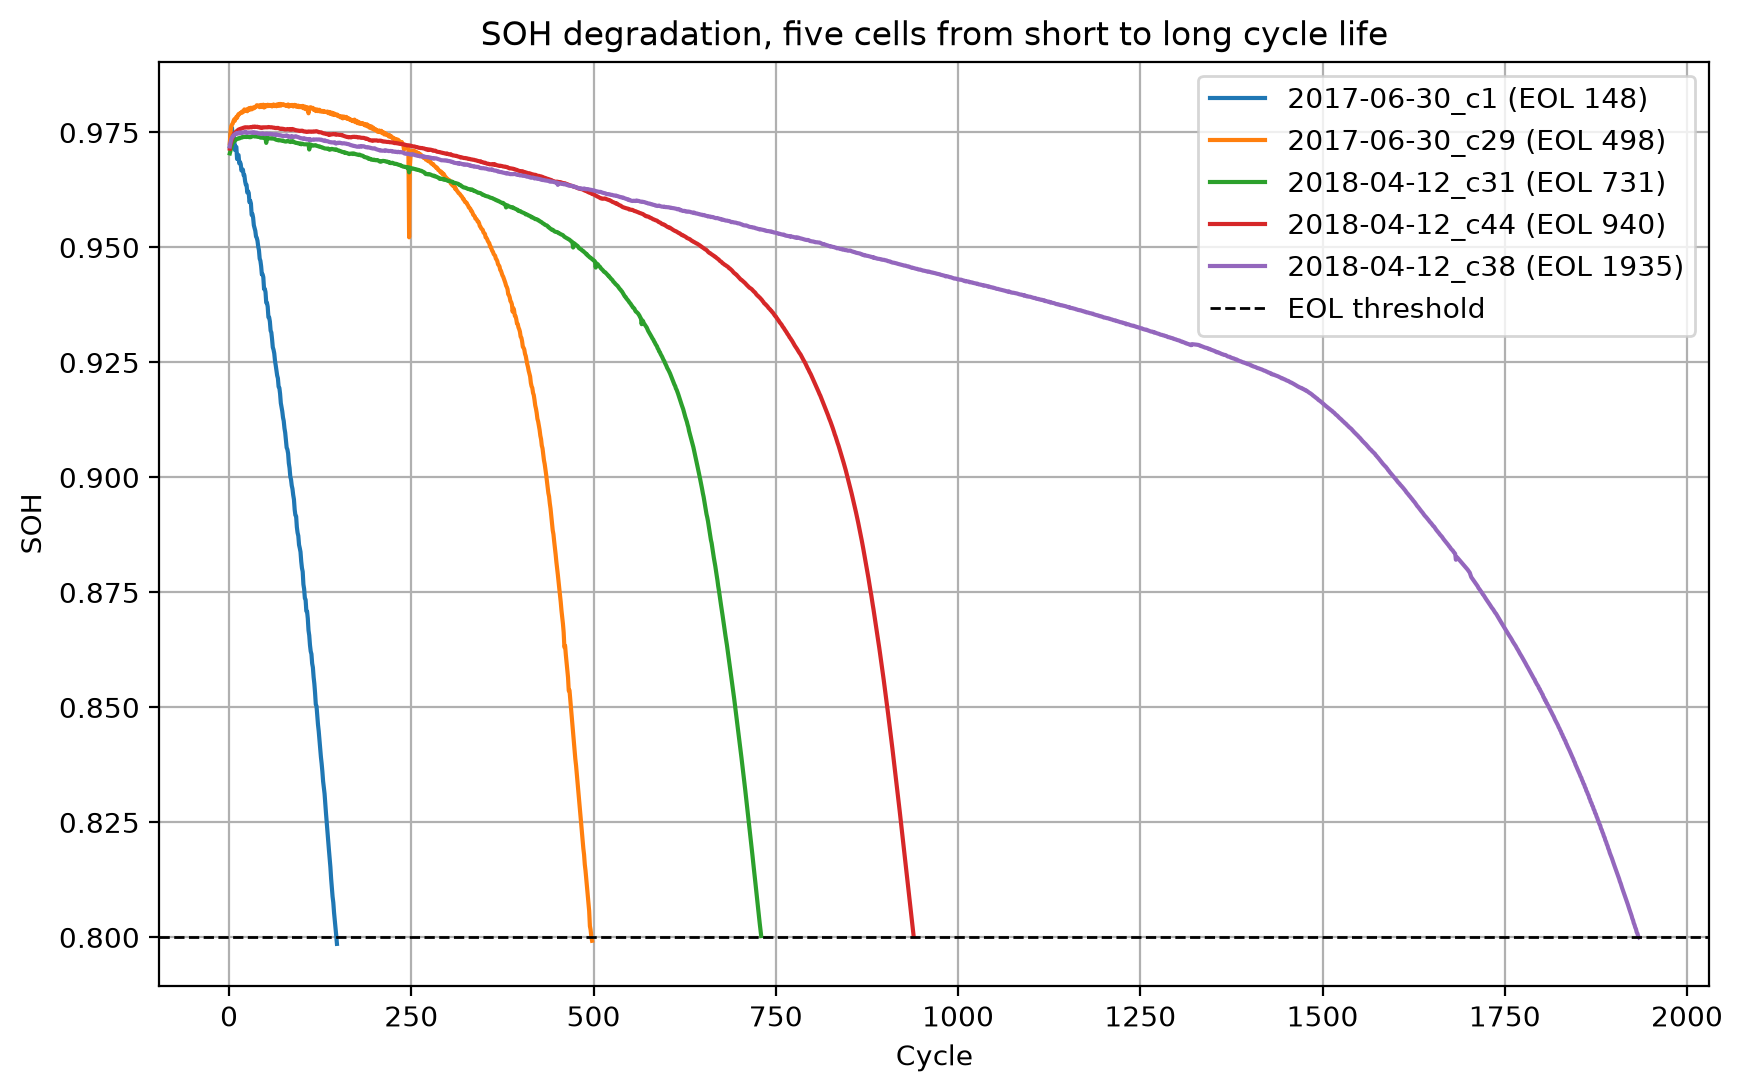 SOH degradation, five cells from short to long cycle life
2017-06-30_c1 (EOL 148)
2017-06-30_c29 (EOL 498)
2018-04-12_c31 (EOL 731)
2018-04-12_c44 (EOL 940)
2018-04-12_c38 (EOL 1935)
EOL threshold
SOH
0.975
0.950
0.925
0.900
0.875
0.850
0.825
0.800
0 250 500 750 1000 1250 1500 1750 2000
Cycle